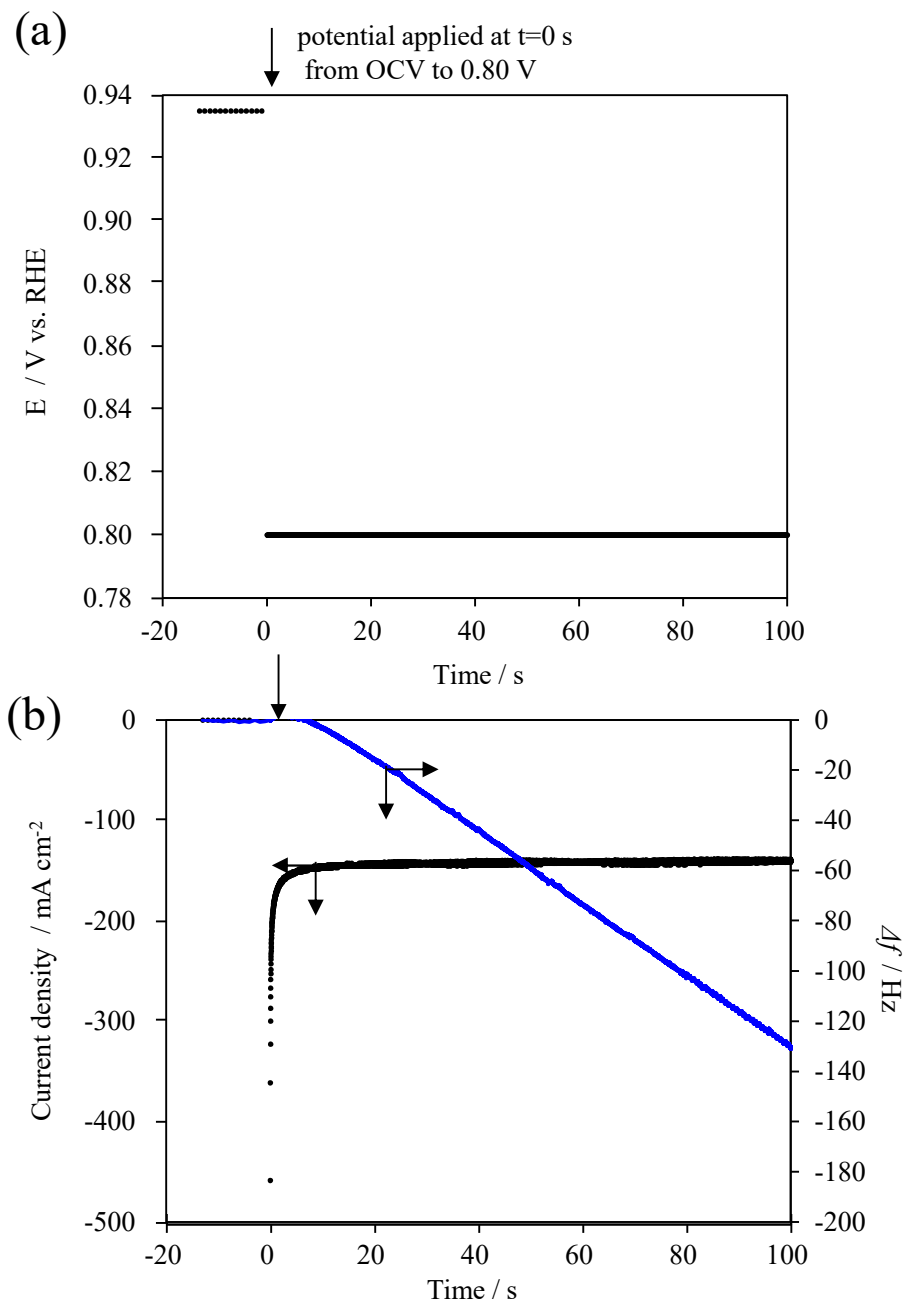 (a)
potential applied at t=0 s
from OCV to 0.80 V
0.94
0.92
0.90
0.88
0.86
0.84
0.82
0.80
0.78
E / V vs. RHE
-20 0 20 40 60 80 100
Time / s
(b)
0
-100
-200
-300
-400
-500
Current density / mA cm⁻²
0
-20
-40
-60
-80
-100
-120
-140
-160
-180
-200
Δf / Hz
-20 0 20 40 60 80 100
Time / s